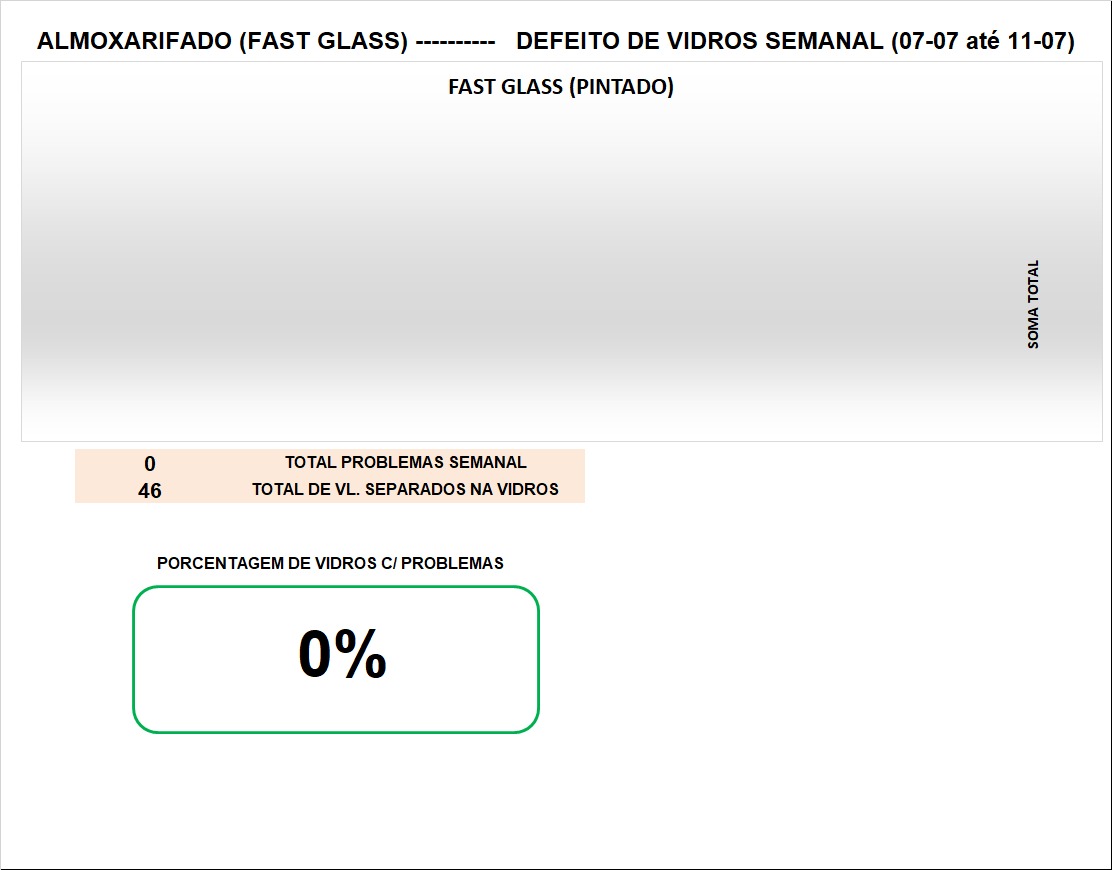 ALMOXARIFADO (FAST GLASS) ---------- DEFEITO DE VIDROS SEMANAL (07-07 até 11-07)
FAST GLASS (PINTADO)
SOMA TOTAL
0 TOTAL PROBLEMAS SEMANAL
46 TOTAL DE VL. SEPARADOS NA VIDROS
PORCENTAGEM DE VIDROS C/ PROBLEMAS
0%